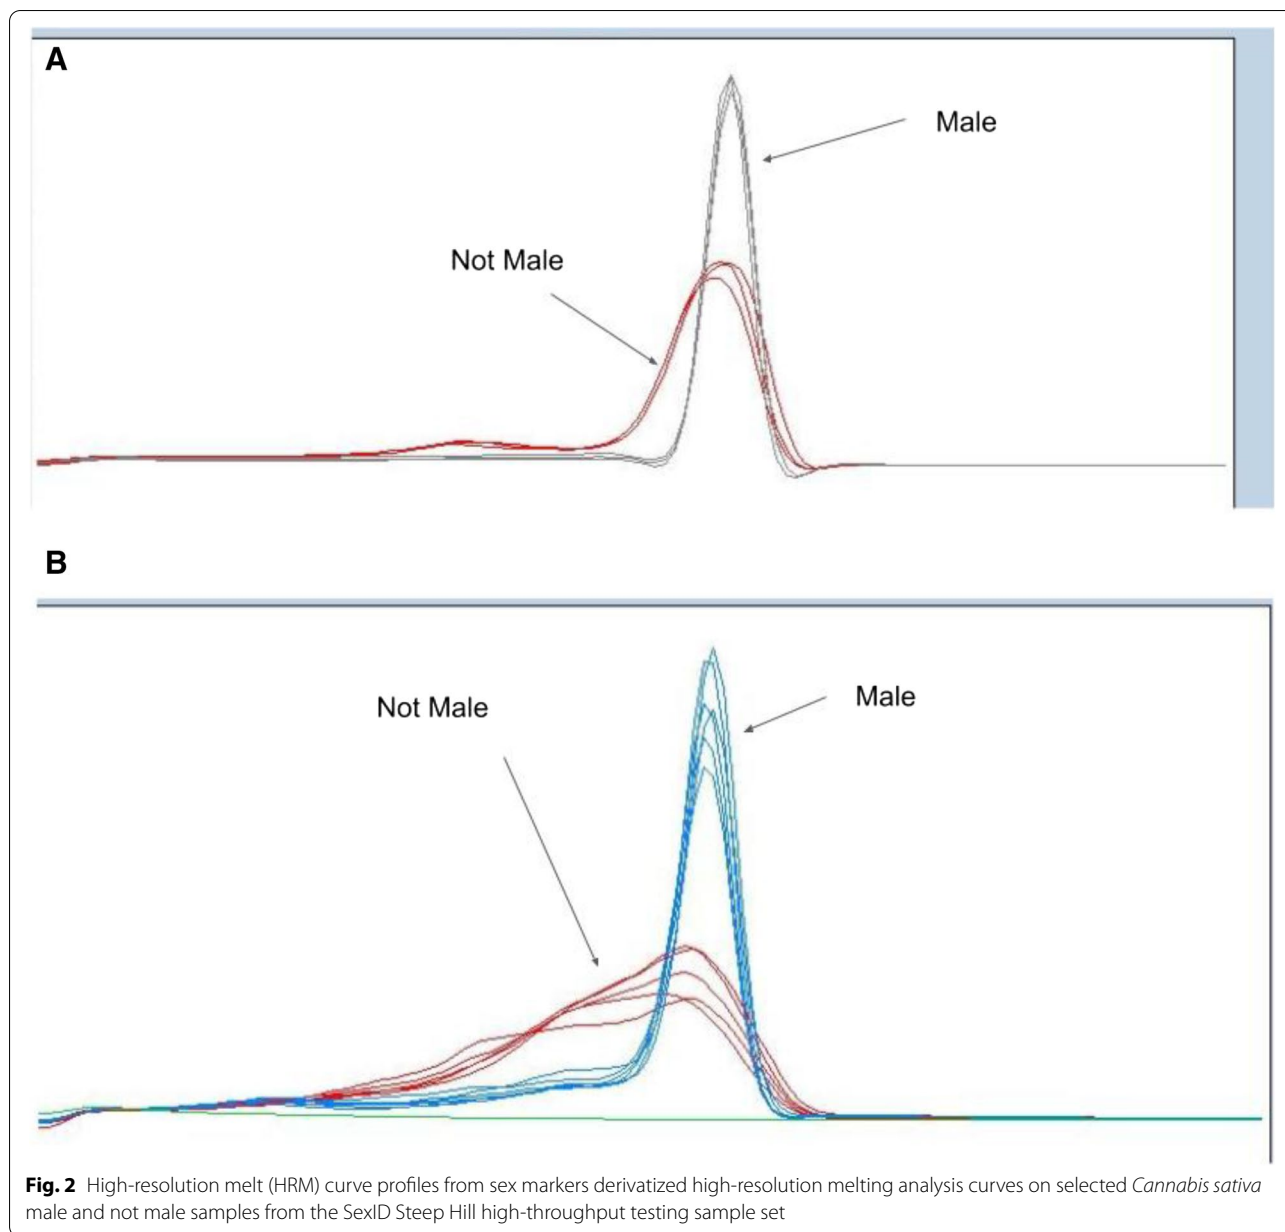 A
Male
Not Male
B
Not Male
Male
Fig. 2 High-resolution melt (HRM) curve profiles from sex markers derivatized high-resolution melting analysis curves on selected Cannabis sativa
male and not male samples from the SexID Steep Hill high-throughput testing sample set